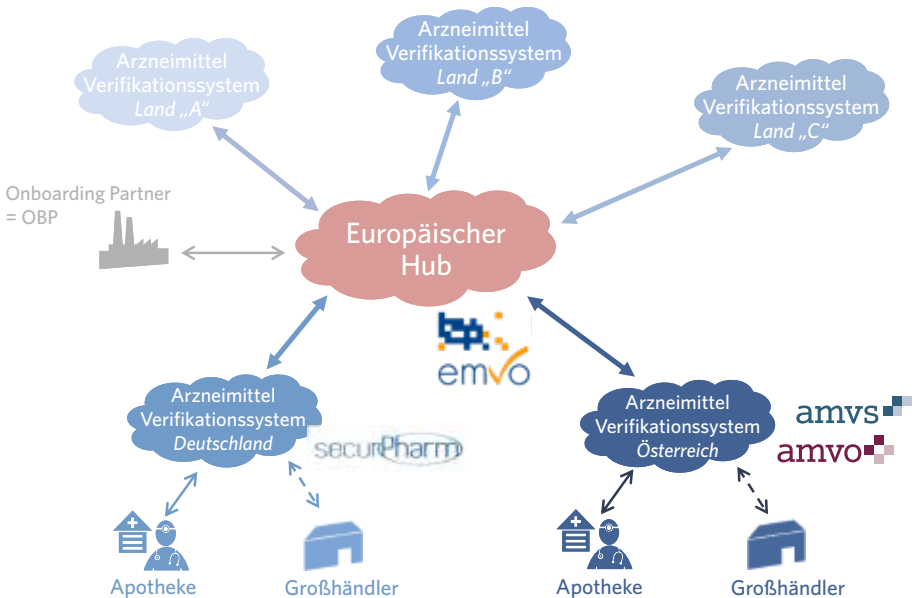 Arzneimittel
Verifikationssystem
Land „A“
Arzneimittel
Verifikationssystem
Land „B“
Arzneimittel
Verifikationssystem
Land „C“
Onboarding Partner
= OBP
Europäischer
Hub
emvo
Arzneimittel
Verifikationssystem
Deutschland
securPharm
Arzneimittel
Verifikationssystem
Österreich
amvs
amvo
Apotheke
Großhändler
Apotheke
Großhändler